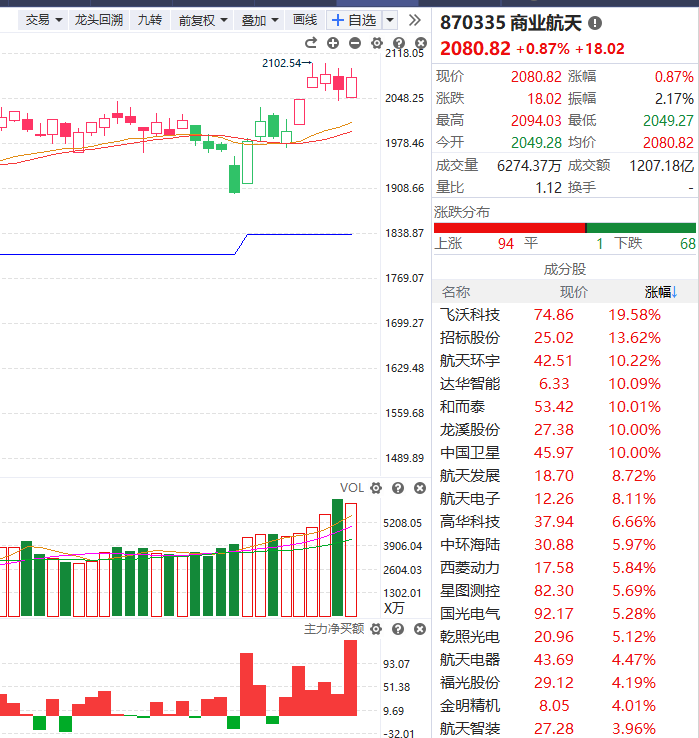 交易 龙头回溯 九转 前复权 叠加 画线 +自选
2102.54
2118.05
2048.25
1978.46
1908.66
1838.87
1769.07
1699.27
1629.48
1559.68
1489.89
VOL
5208.05
3906.04
2604.03
1302.01
X万
主力净买额
93.07
51.38
9.69
-32.01
870335 商业航天
2080.82 +0.87% +18.02
现价 2080.82 涨幅 0.87%
涨跌 18.02 振幅 2.17%
最高 2094.03 最低 2049.27
今开 2049.28 均价 2080.82
成交量 6274.37万 成交额 1207.18亿
量比 1.12 换手 -
涨跌分布
上涨 94 平 1 下跌 68
成分股
名称 现价 涨幅↓
飞沃科技 74.86 19.58%
招标股份 25.02 13.62%
航天环宇 42.51 10.22%
达华智能 6.33 10.09%
和而泰 53.42 10.01%
龙溪股份 27.38 10.00%
中国卫星 45.97 10.00%
航天发展 18.70 8.72%
航天电子 12.26 8.11%
高华科技 37.94 6.66%
中环海陆 30.88 5.97%
西菱动力 17.58 5.84%
星图测控 82.30 5.69%
国光电气 92.17 5.28%
乾照光电 20.96 5.12%
航天电器 43.69 4.47%
福光股份 29.12 4.19%
金明精机 8.05 4.01%
航天智装 27.28 3.96%